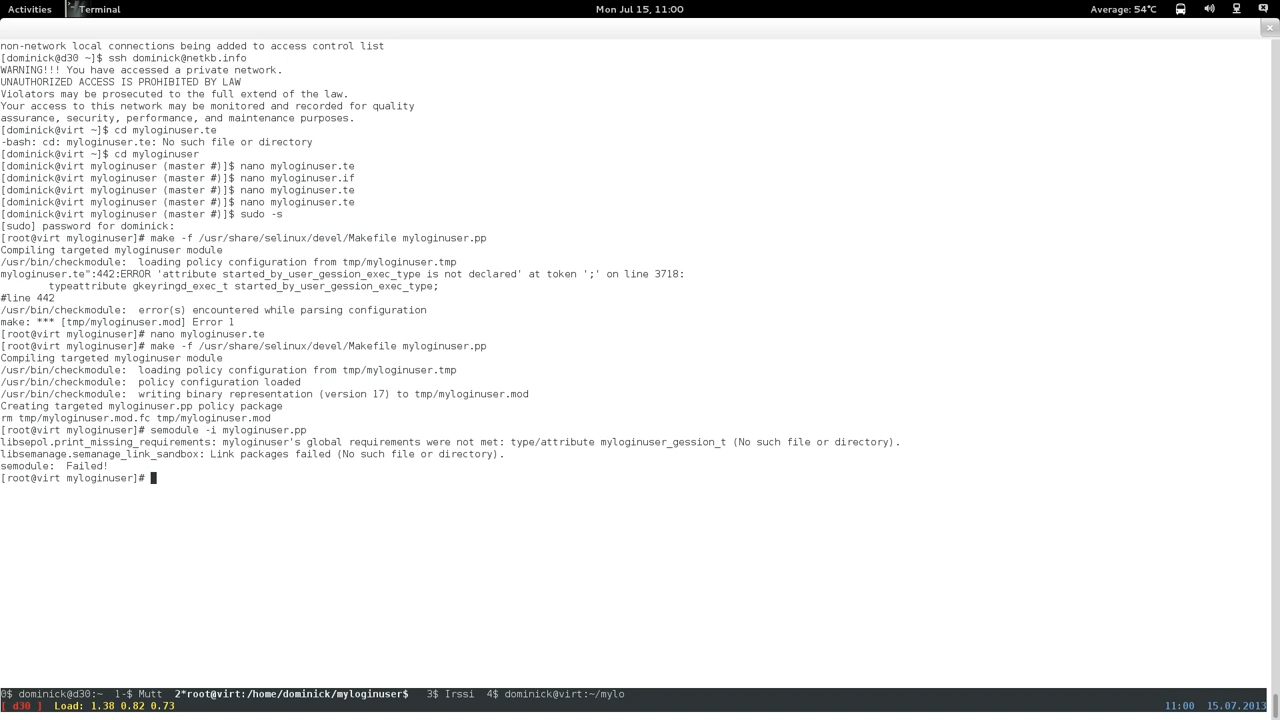 Activities Terminal Mon Jul 15, 11:00 Average: 54°C
non-network local connections being added to access control list
[dominick@d30 ~]$ ssh dominick@netkb.info
WARNING!!! You have accessed a private network.
UNAUTHORIZED ACCESS IS PROHIBITED BY LAW
Violators may be prosecuted to the full extend of the law.
Your access to this network may be monitored and recorded for quality
assurance, security, performance, and maintenance purposes.
[dominick@virt ~]$ cd myloginuser.te
-bash: cd: myloginuser.te: No such file or directory
[dominick@virt ~]$ cd myloginuser
[dominick@virt myloginuser (master #)]$ nano myloginuser.te
[dominick@virt myloginuser (master #)]$ nano myloginuser.if
[dominick@virt myloginuser (master #)]$ nano myloginuser.te
[dominick@virt myloginuser (master #)]$ nano myloginuser.te
[dominick@virt myloginuser (master #)]$ sudo -s
[sudo] password for dominick:
[root@virt myloginuser]# make -f /usr/share/selinux/devel/Makefile myloginuser.pp
Compiling targeted myloginuser module
/usr/bin/checkmodule:  loading policy configuration from tmp/myloginuser.tmp
myloginuser.te":442:ERROR 'attribute started_by_user_gession_exec_type is not declared' at token ';' on line 3718:
        typeattribute gkeyringd_exec_t started_by_user_gession_exec_type;
#line 442
/usr/bin/checkmodule:  error(s) encountered while parsing configuration
make: *** [tmp/myloginuser.mod] Error 1
[root@virt myloginuser]# nano myloginuser.te
[root@virt myloginuser]# make -f /usr/share/selinux/devel/Makefile myloginuser.pp
Compiling targeted myloginuser module
/usr/bin/checkmodule:  loading policy configuration from tmp/myloginuser.tmp
/usr/bin/checkmodule:  policy configuration loaded
/usr/bin/checkmodule:  writing binary representation (version 17) to tmp/myloginuser.mod
Creating targeted myloginuser.pp policy package
rm tmp/myloginuser.mod.fc tmp/myloginuser.mod
[root@virt myloginuser]# semodule -i myloginuser.pp
libsepol.print_missing_requirements: myloginuser's global requirements were not met: type/attribute myloginuser_gession_t (No such file or directory).
libsemanage.semanage_link_sandbox: Link packages failed (No such file or directory).
semodule:  Failed!
[root@virt myloginuser]#
0$ dominick@d30:~  1-$ Mutt  2*root@virt:/home/dominick/myloginuser$   3$ Irssi  4$ dominick@virt:~/mylo
[ d30 ]  Load: 1.38 0.82 0.73 11:00  15.07.2013